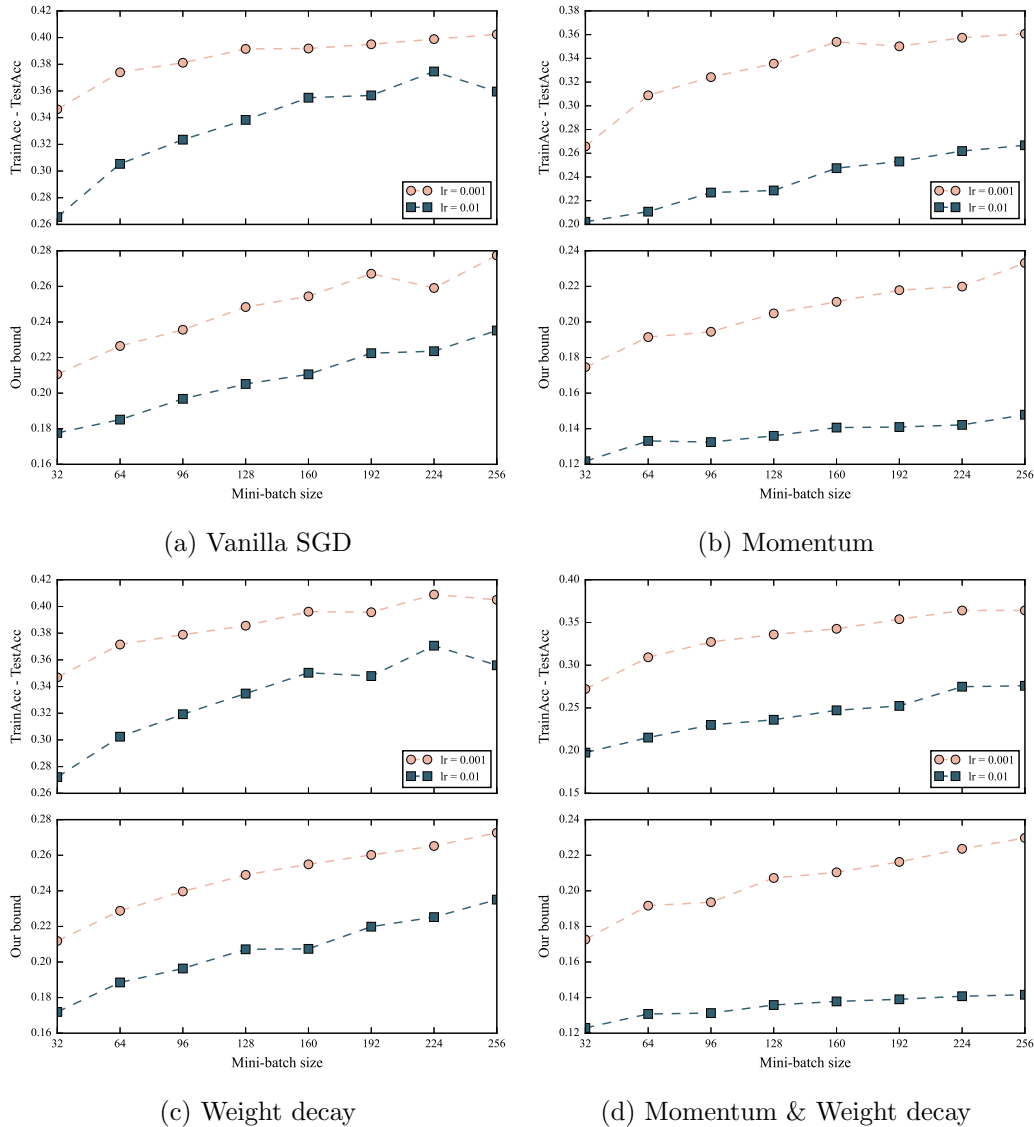 0.42
0.40
0.38
0.36
0.34
0.32
0.30
0.28
0.26
TrainAcc - TestAcc
lr = 0.001
lr = 0.01
0.28
0.24
0.20
0.18
0.16
Our bound
32 64 96 128 160 192 224 256
Mini-batch size
(a) Vanilla SGD
0.38
0.36
0.34
0.32
0.30
0.28
0.26
0.24
0.22
0.20
TrainAcc - TestAcc
lr = 0.001
lr = 0.01
0.24
0.22
0.20
0.18
0.16
0.14
0.12
Our bound
32 64 96 128 160 192 224 256
Mini-batch size
(b) Momentum
0.42
0.40
0.38
0.36
0.34
0.32
0.30
0.28
0.26
TrainAcc - TestAcc
lr = 0.001
lr = 0.01
0.28
0.26
0.24
0.22
0.20
0.18
0.16
Our bound
32 64 96 128 160 192 224 256
Mini-batch size
(c) Weight decay
0.40
0.35
0.30
0.25
0.20
0.15
TrainAcc - TestAcc
lr = 0.001
lr = 0.01
0.24
0.22
0.20
0.18
0.16
0.14
0.12
Our bound
32 64 96 128 160 192 224 256
Mini-batch size
(d) Momentum & Weight decay